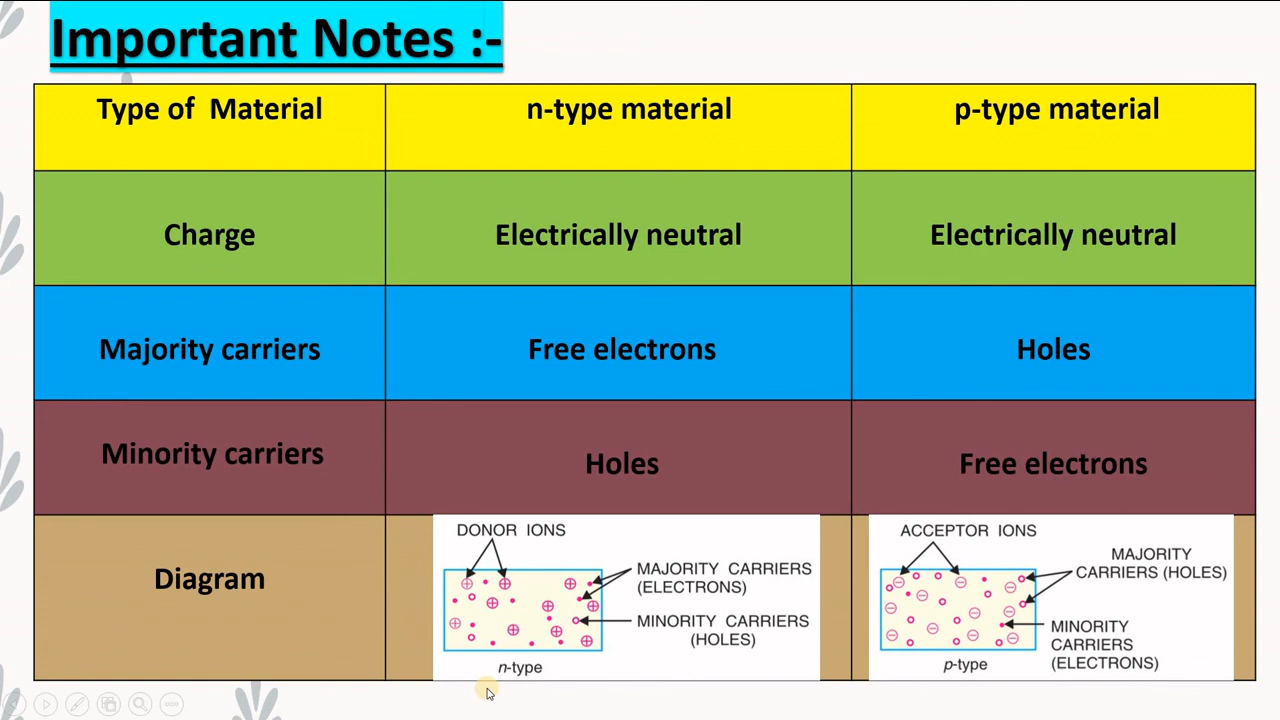 Important Notes :-
Type of Material
n-type material
p-type material
Charge
Electrically neutral
Electrically neutral
Majority carriers
Free electrons
Holes
Minority carriers
Holes
Free electrons
Diagram
DONOR IONS
MAJORITY CARRIERS
(ELECTRONS)
MINORITY CARRIERS
(HOLES)
n-type
ACCEPTOR IONS
MAJORITY
CARRIERS (HOLES)
MINORITY
CARRIERS
(ELECTRONS)
p-type